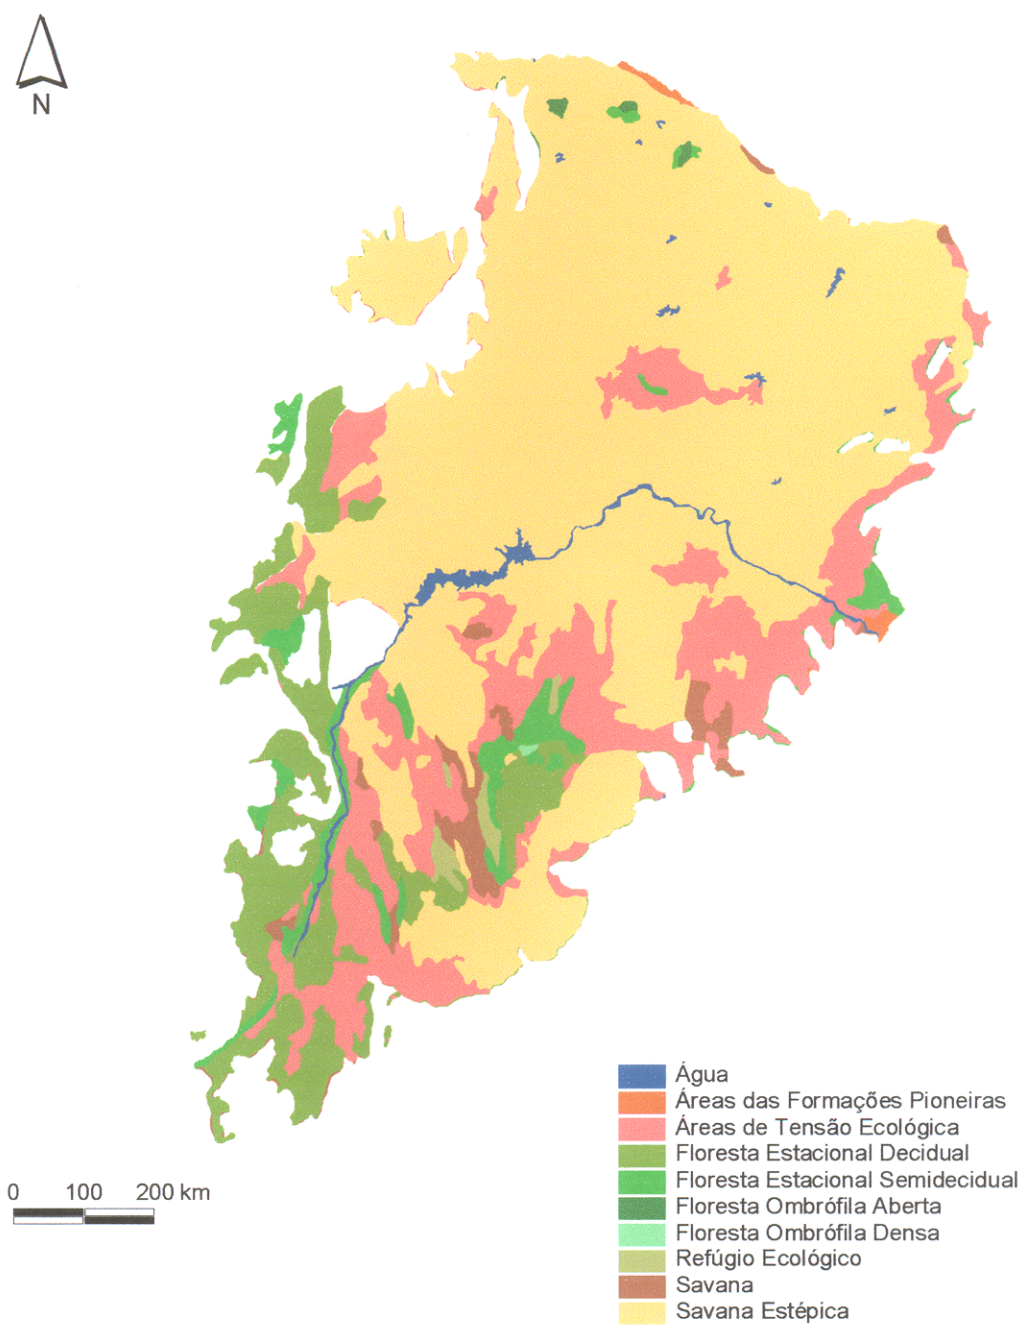 N
Água
Áreas das Formações Pioneiras
Áreas de Tensão Ecológica
Floresta Estacional Decidual
Floresta Estacional Semidecidual
Floresta Ombrófila Aberta
Floresta Ombrófila Densa
Refúgio Ecológico
Savana
Savana Estépica
0 100 200 km